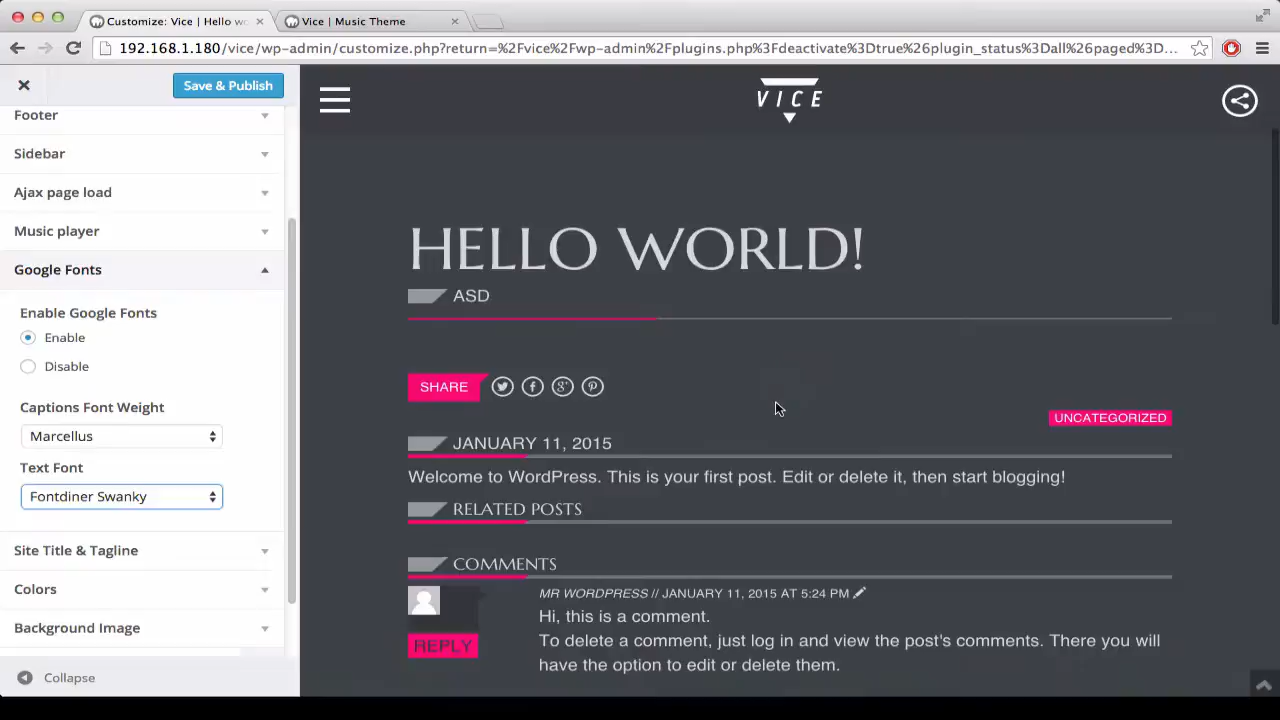 Customize: Vice | Hello wo
Vice | Music Theme
192.168.1.180/vice/wp-admin/customize.php?return=%2Fvice%2Fwp-admin%2Fplugins.php%3Fdeactivate%3Dtrue%26plugin_status%3Dall%26paged%3D...
Save & Publish
Footer
Sidebar
Ajax page load
Music player
Google Fonts
Enable Google Fonts
Enable
Disable
Captions Font Weight
Marcellus
Text Font
Fontdiner Swanky
Site Title & Tagline
Colors
Background Image
Collapse
VICE
HELLO WORLD!
ASD
SHARE
UNCATEGORIZED
JANUARY 11, 2015
Welcome to WordPress. This is your first post. Edit or delete it, then start blogging!
RELATED POSTS
COMMENTS
MR WORDPRESS // JANUARY 11, 2015 AT 5:24 PM
Hi, this is a comment.
To delete a comment, just log in and view the post's comments. There you will
have the option to edit or delete them.
REPLY